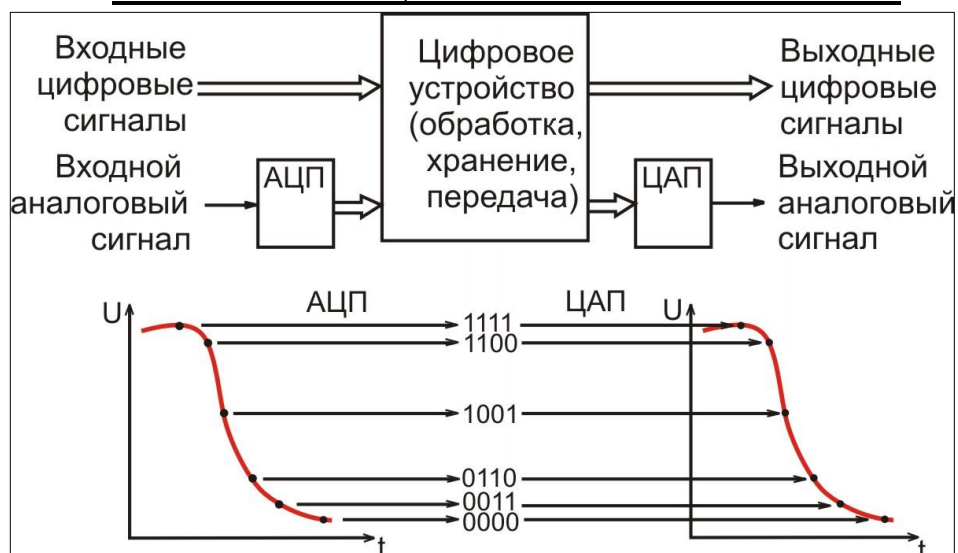 Входные
цифровые
сигналы
Цифровое
устройство
(обработка,
хранение,
передача)
Выходные
цифровые
сигналы
Входной
аналоговый
сигнал
АЦП
ЦАП
Выходной
аналоговый
сигнал
U
АЦП
ЦАП
U
1111
1100
1001
0110
0011
0000
t
t